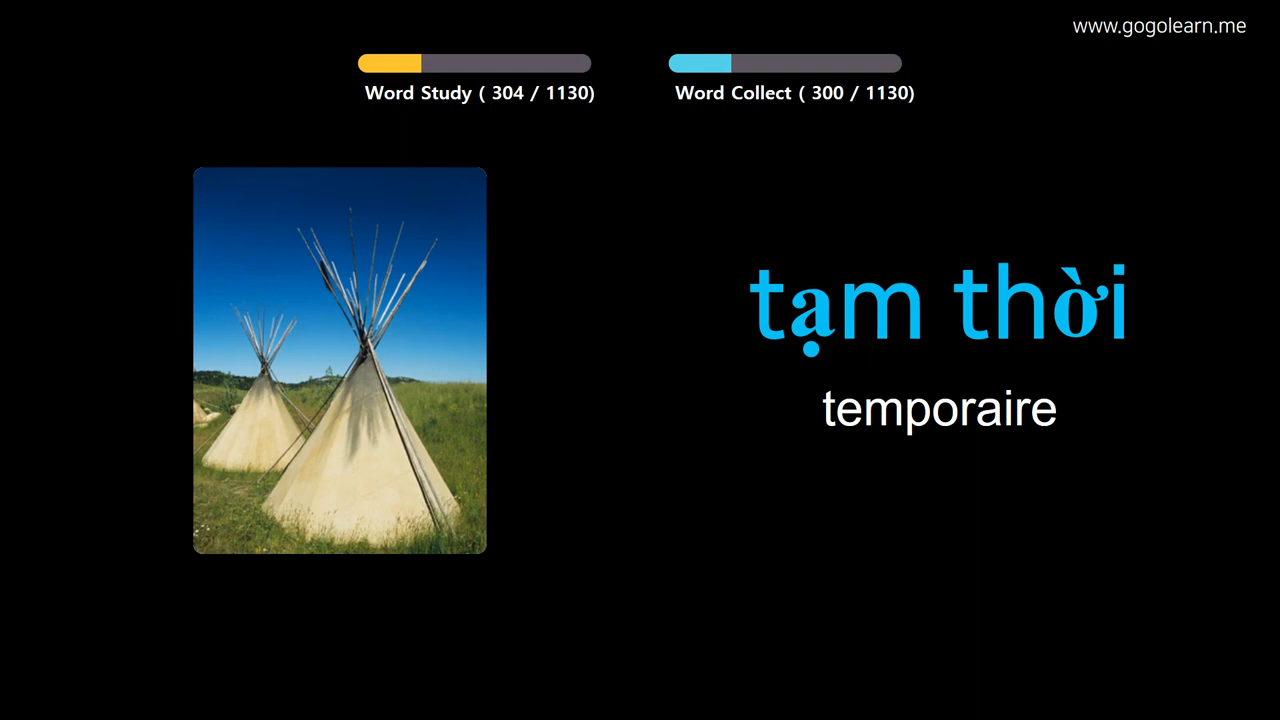 www.gogolearn.me
Word Study ( 304 / 1130)
Word Collect ( 300 / 1130)
tạm thời
temporaire